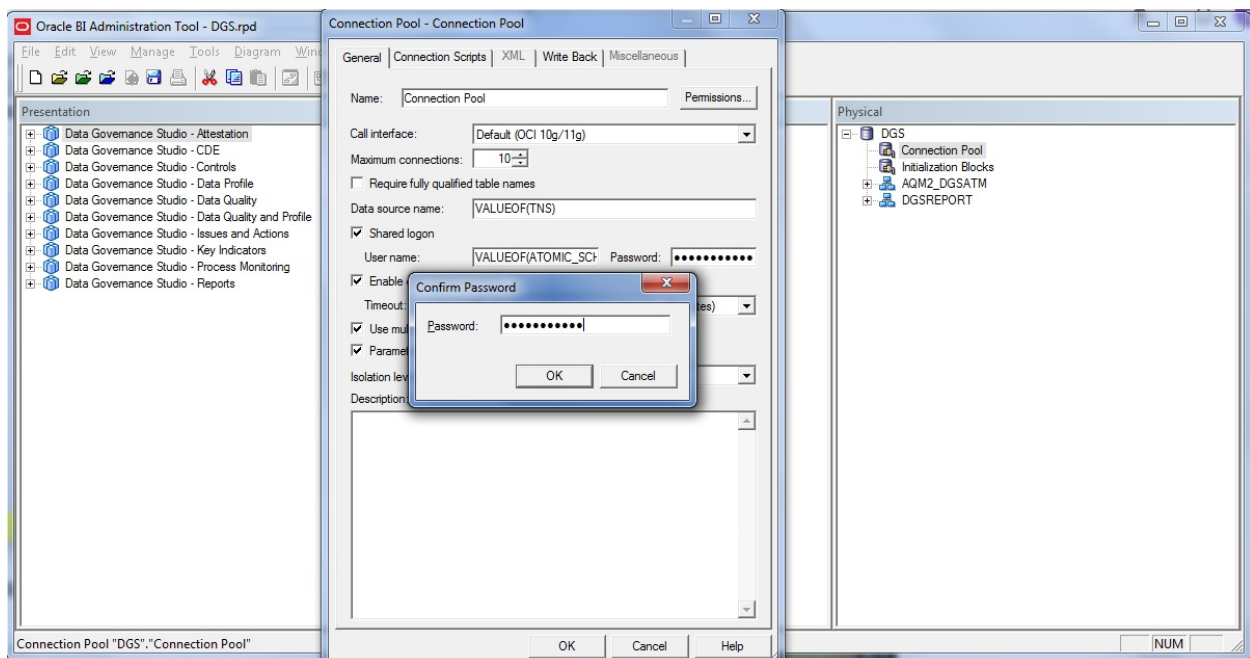 Oracle BI Administration Tool - DGS.rpd
File Edit View Manage Tools Diagram
Presentation
Data Governance Studio - Attestation
Data Governance Studio - CDE
Data Governance Studio - Controls
Data Governance Studio - Data Profile
Data Governance Studio - Data Quality
Data Governance Studio - Data Quality and Profile
Data Governance Studio - Issues and Actions
Data Governance Studio - Key Indicators
Data Governance Studio - Process Monitoring
Data Governance Studio - Reports
Connection Pool "DGS"."Connection Pool"
Connection Pool - Connection Pool
General Connection Scripts XML Write Back Miscellaneous
Name: Connection Pool Permissions...
Call interface: Default (OCI 10g/11g)
Maximum connections: 10
Require fully qualified table names
Data source name: VALUEOF(TNS)
Shared logon
User name: VALUEOF(ATOMIC_SCH Password: •••••••••••
Enable
Timeout:
Use mul
Paramet
Isolation lev
Description:
Confirm Password
Password: •••••••••••
OK Cancel
OK Cancel Help
Physical
DGS
Connection Pool
Initialization Blocks
AQM2_DGSATM
DGSREPORT
NUM